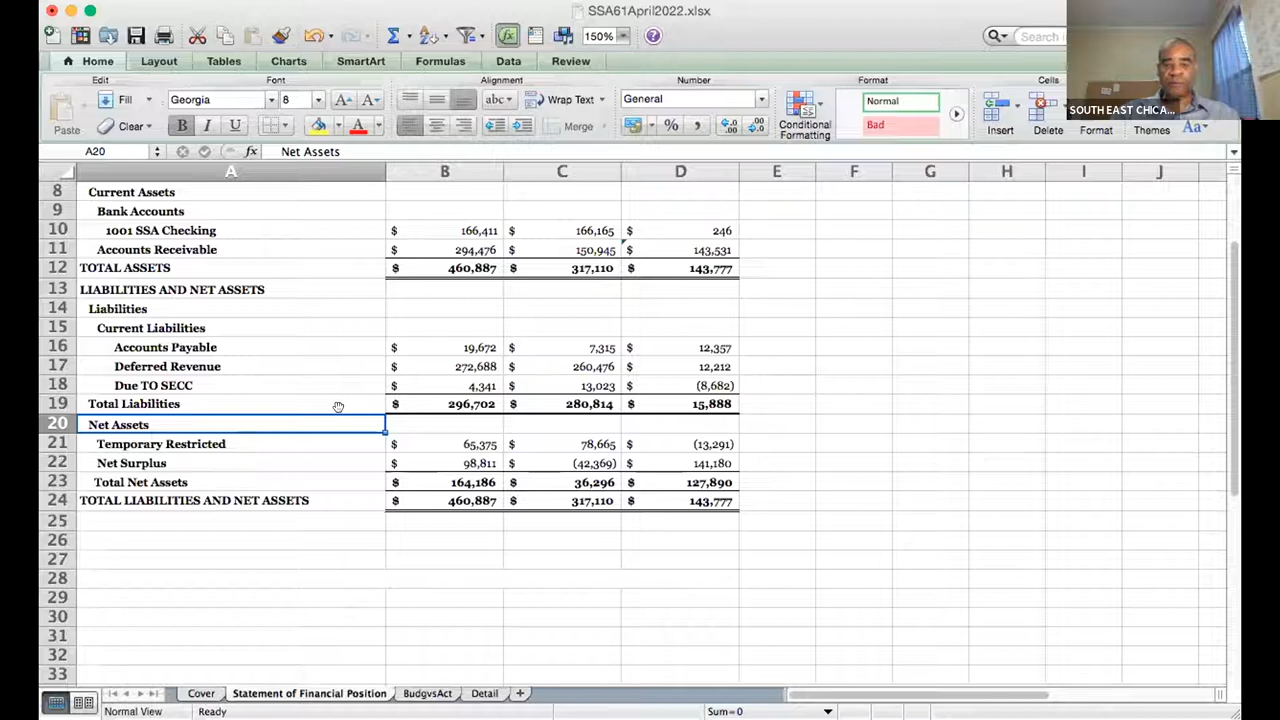 SSA61April2022.xlsx
150%
Search
Home Layout Tables Charts SmartArt Formulas Data Review
Edit Font Alignment Number Format Cells
Fill Georgia 8 abc Wrap Text General Normal
Paste Clear B I U Merge % Conditional Formatting Bad Insert Delete Format Themes Aa
SOUTH EAST CHICA...
A20 fx Net Assets
A B C D E F G H I J
8 Current Assets
9 Bank Accounts
10 1001 SSA Checking $ 166,411 $ 166,165 $ 246
11 Accounts Receivable $ 294,476 $ 150,945 $ 143,531
12 TOTAL ASSETS $ 460,887 $ 317,110 $ 143,777
13 LIABILITIES AND NET ASSETS
14 Liabilities
15 Current Liabilities
16 Accounts Payable $ 19,672 $ 7,315 $ 12,357
17 Deferred Revenue $ 272,688 $ 260,476 $ 12,212
18 Due TO SECC $ 4,341 $ 13,023 $ (8,682)
19 Total Liabilities $ 296,702 $ 280,814 $ 15,888
20 Net Assets
21 Temporary Restricted $ 65,375 $ 78,665 $ (13,291)
22 Net Surplus $ 98,811 $ (42,369) $ 141,180
23 Total Net Assets $ 164,186 $ 36,296 $ 127,890
24 TOTAL LIABILITIES AND NET ASSETS $ 460,887 $ 317,110 $ 143,777
25
26
27
28
29
30
31
32
33
Cover Statement of Financial Position BudgvsAct Detail +
Normal View Ready Sum=0